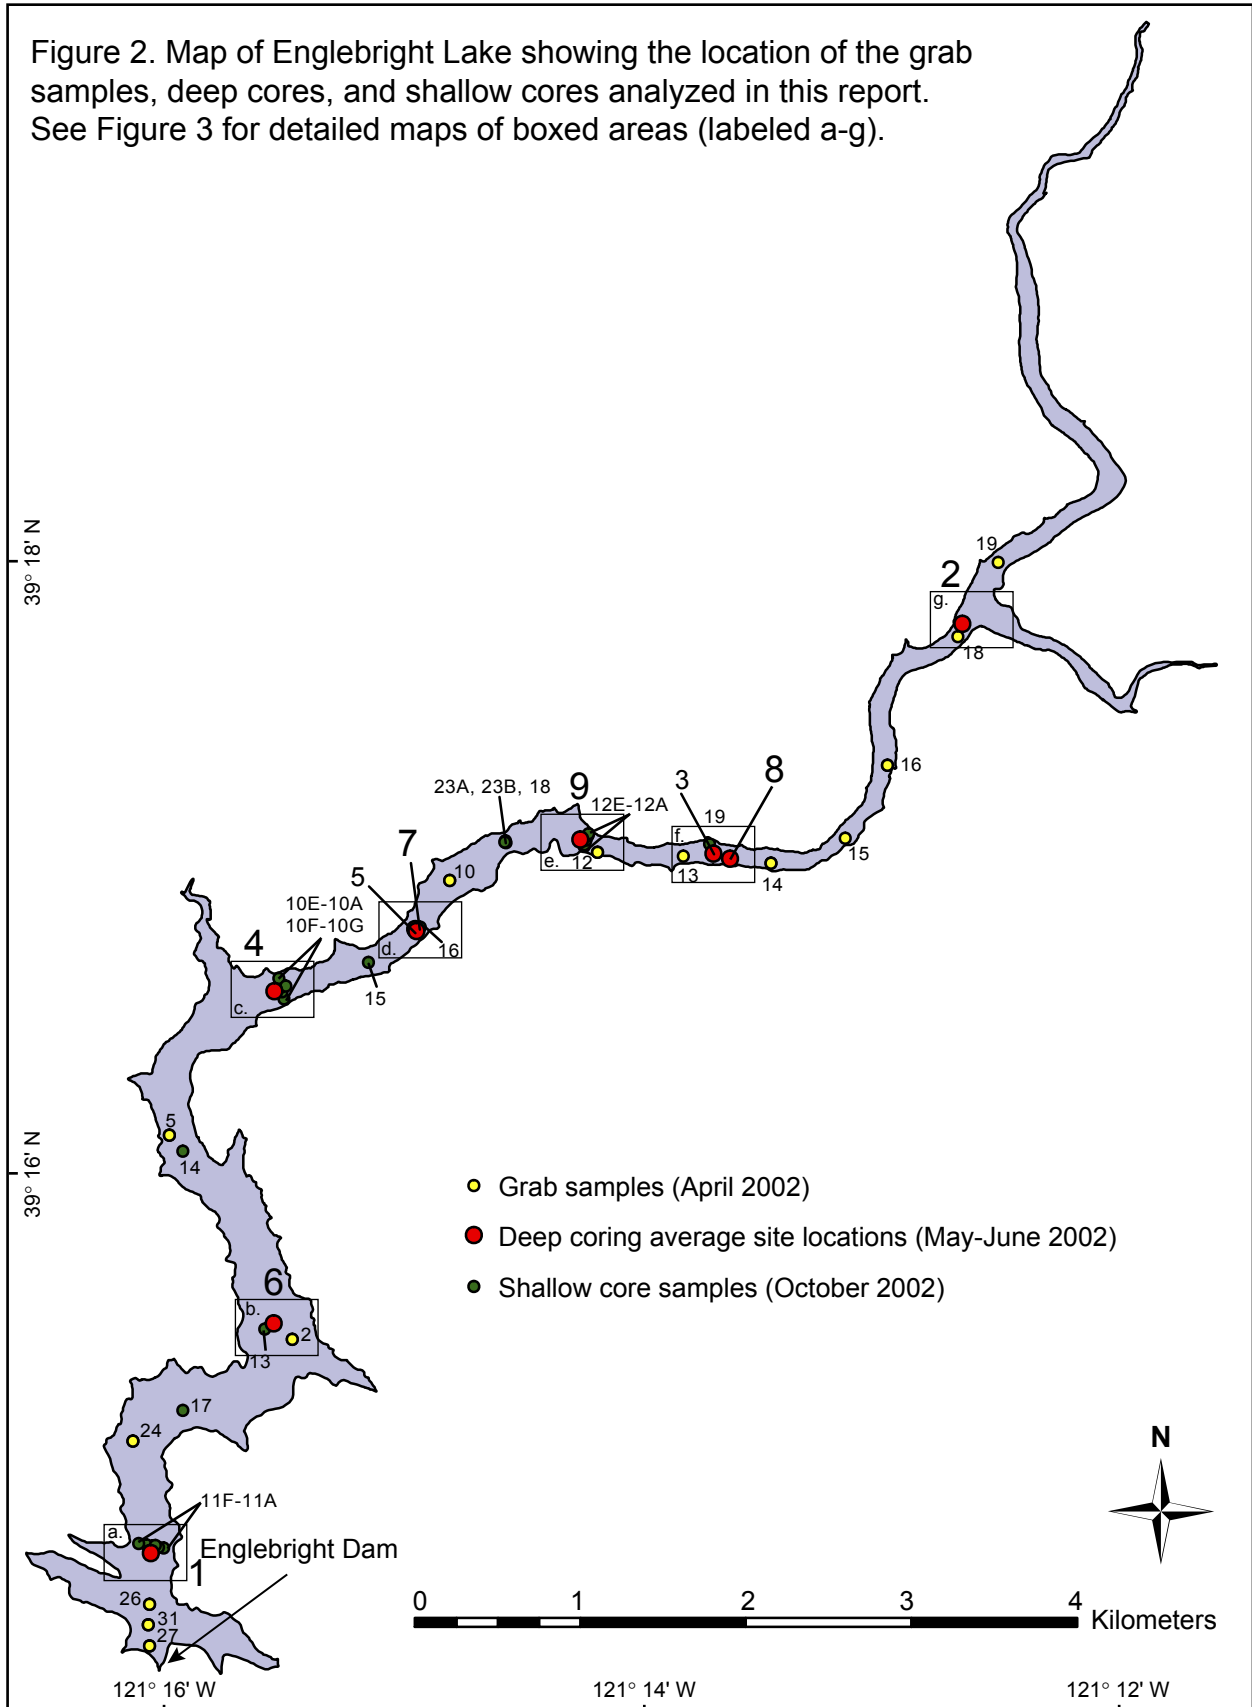 Figure 2. Map of Englebright Lake showing the location of the grab
samples, deep cores, and shallow cores analyzed in this report.
See Figure 3 for detailed maps of boxed areas (labeled a-g).
39° 18' N
19
2
g.
18
16
23A, 23B, 18
9
12E-12A
3
8
19
f.
e.
12
13
14
15
7
10
5
10E-10A
10F-10G
4
d.
16
c.
15
5
14
39° 16' N
Grab samples (April 2002)
Deep coring average site locations (May-June 2002)
Shallow core samples (October 2002)
6
b.
2
13
17
24
N
11F-11A
a.
Englebright Dam
1
26
31
27
0 1 2 3 4
Kilometers
121° 16' W
121° 14' W
121° 12' W